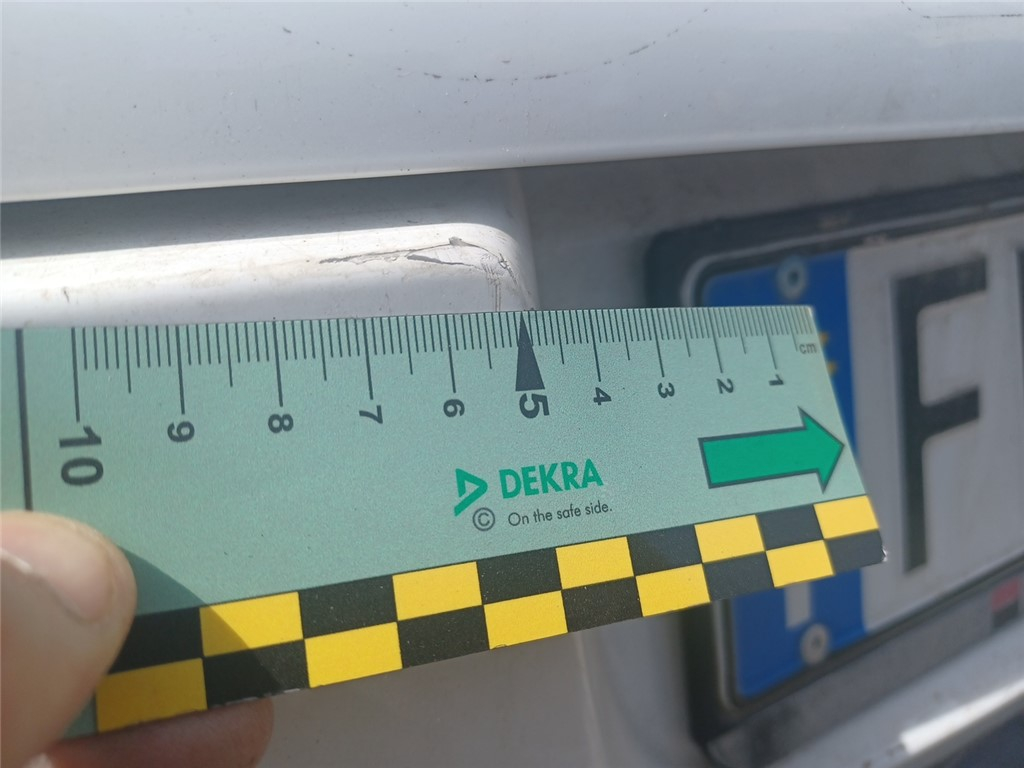 F
cm
10 9 8 7 6 5 4 3 2 1
DEKRA
© On the safe side.